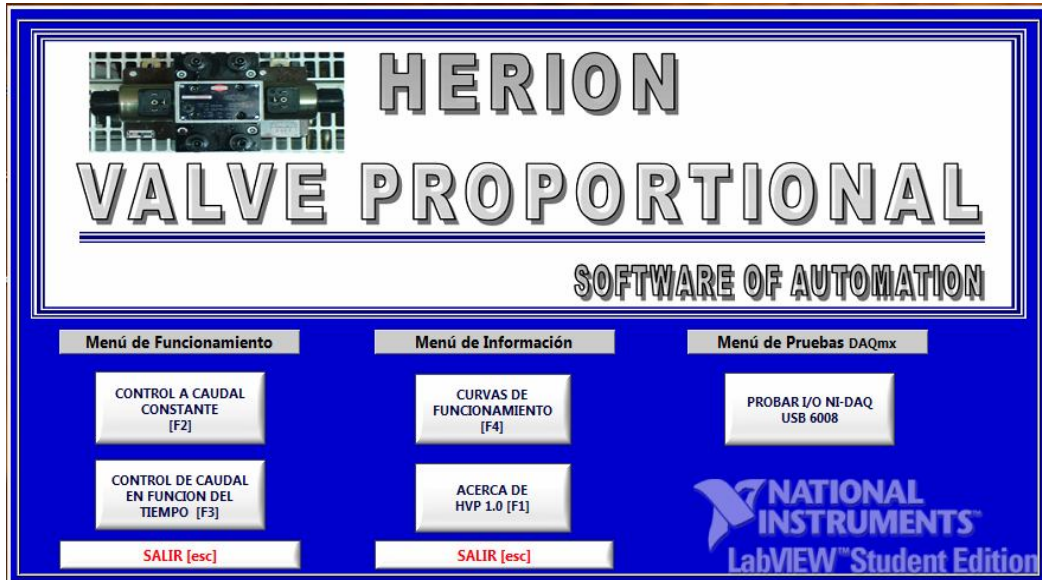 HERION
VALVE PROPORTIONAL
SOFTWARE OF AUTOMATION
Menú de Funcionamiento
CONTROL A CAUDAL
CONSTANTE
[F2]
CONTROL DE CAUDAL
EN FUNCION DEL
TIEMPO [F3]
SALIR [esc]
Menú de Información
CURVAS DE
FUNCIONAMIENTO
[F4]
ACERCA DE
HVP 1.0 [F1]
SALIR [esc]
Menú de Pruebas DAQmx
PROBAR I/O NI-DAQ
USB 6008
NATIONAL
INSTRUMENTS™
LabVIEW™ Student Edition